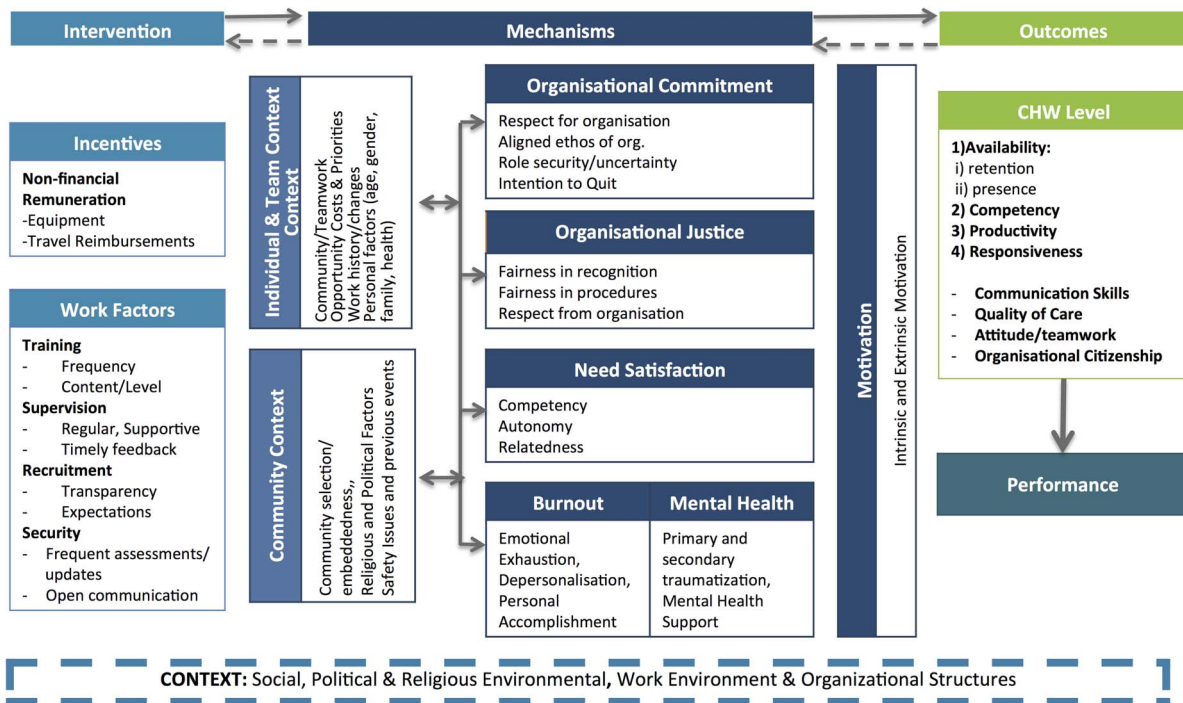 Intervention
Mechanisms
Outcomes
Incentives
Non-financial
Remuneration
-Equipment
-Travel Reimbursements
Work Factors
Training
- Frequency
- Content/Level
Supervision
- Regular, Supportive
- Timely feedback
Recruitment
- Transparency
- Expectations
Security
- Frequent assessments/
updates
- Open communication
Individual & Team Context
Context
Community/Teamwork
Opportunity Costs & Priorities
Work history/changes
Personal factors (age, gender,
family, health)
Community Context
Community selection/
embeddedness,,
Religious and Political Factors
Safety Issues and previous events
Organisational Commitment
Respect for organisation
Aligned ethos of org.
Role security/uncertainty
Intention to Quit
Organisational Justice
Fairness in recognition
Fairness in procedures
Respect from organisation
Need Satisfaction
Competency
Autonomy
Relatedness
Burnout
Emotional
Exhaustion,
Depersonalisation,
Personal
Accomplishment
Mental Health
Primary and
secondary
traumatization,
Mental Health
Support
Motivation
Intrinsic and Extrinsic Motivation
CHW Level
1)Availability:
i) retention
ii) presence
2) Competency
3) Productivity
4) Responsiveness
- Communication Skills
- Quality of Care
- Attitude/teamwork
- Organisational Citizenship
Performance
CONTEXT: Social, Political & Religious Environmental, Work Environment & Organizational Structures